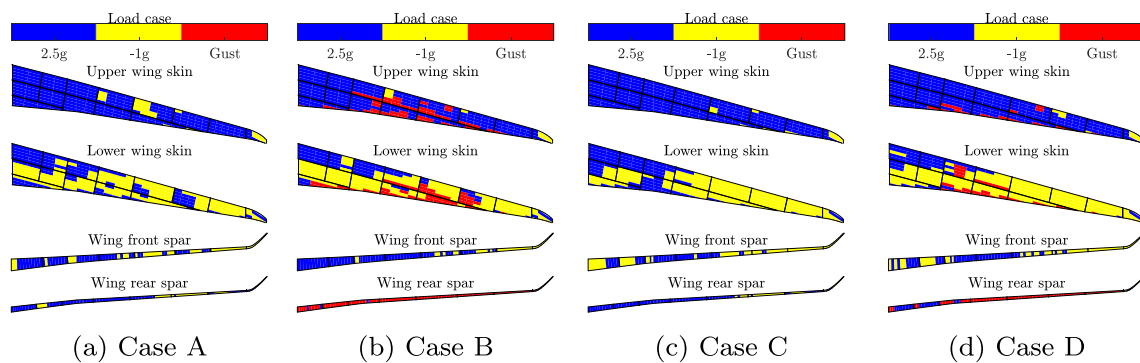 Load case
2.5g -1g Gust
Upper wing skin
Lower wing skin
Wing front spar
Wing rear spar
(a) Case A
Load case
2.5g -1g Gust
Upper wing skin
Lower wing skin
Wing front spar
Wing rear spar
(b) Case B
Load case
2.5g -1g Gust
Upper wing skin
Lower wing skin
Wing front spar
Wing rear spar
(c) Case C
Load case
2.5g -1g Gust
Upper wing skin
Lower wing skin
Wing front spar
Wing rear spar
(d) Case D